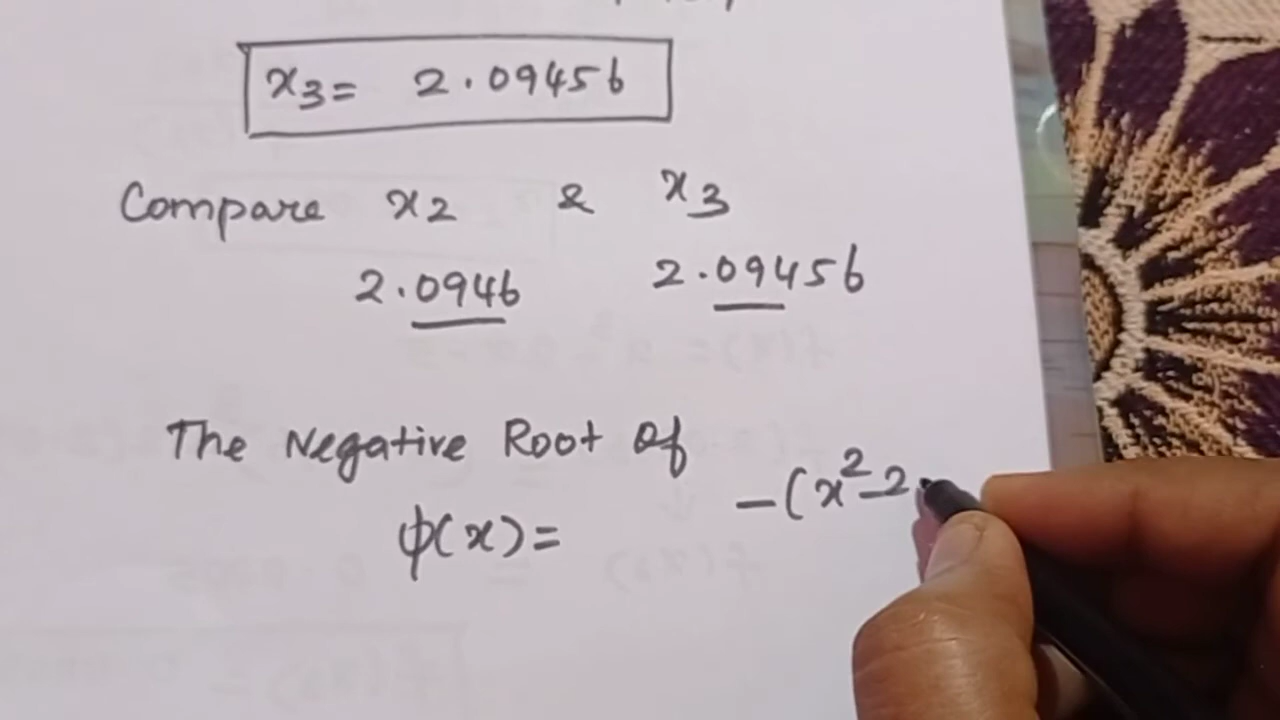 x₃ = 2.09456
Compare x₂ & x₃
2.0946 2.09456
The Negative Root Of
φ(x) = -(x²-2